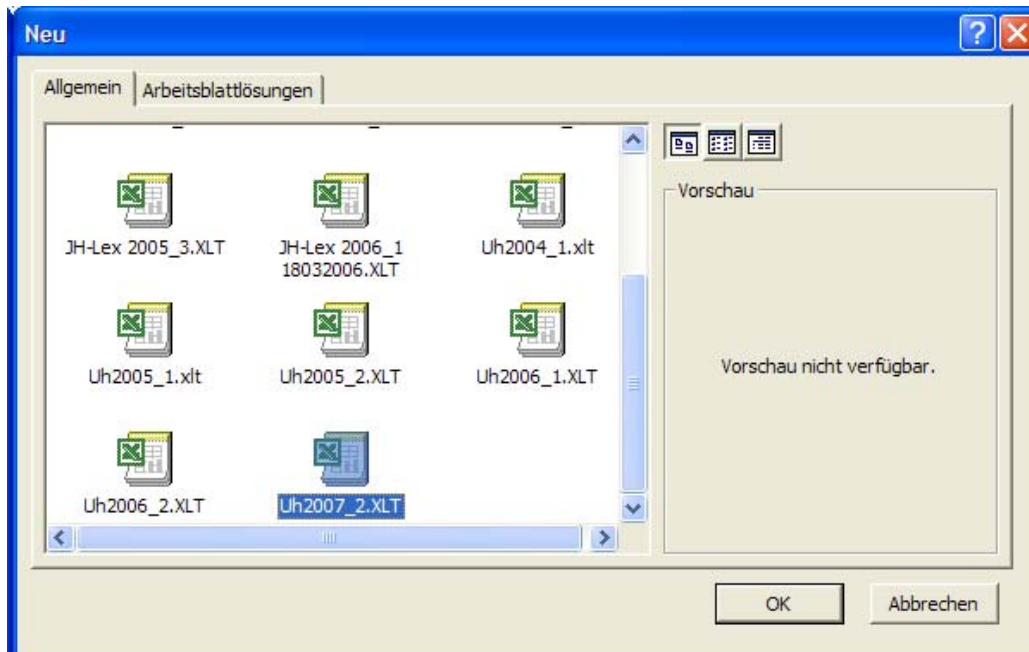 Neu
Allgemein
Arbeitsblattlösungen
JH-Lex 2005_3.XLT
JH-Lex 2006_1
18032006.XLT
Uh2004_1.xlt
Uh2005_1.xlt
Uh2005_2.XLT
Uh2006_1.XLT
Uh2006_2.XLT
Uh2007_2.XLT
Vorschau
Vorschau nicht verfügbar.
OK
Abbrechen